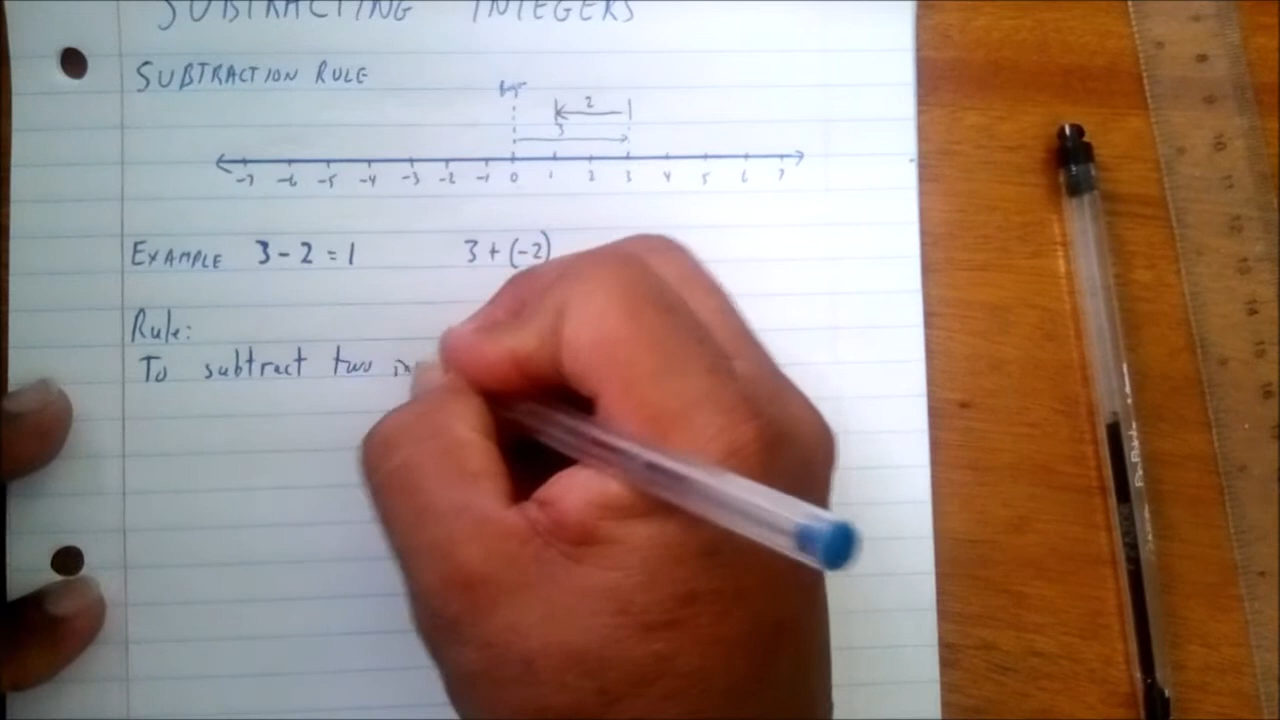 SUBTRACTING INTEGERS
SUBTRACTION RULE
2
3
-7 -6 -5 -4 -3 -2 -1 0 1 2 3 4 5 6 7
EXAMPLE 3 - 2 = 1 3 + (-2)
Rule:
To subtract two in